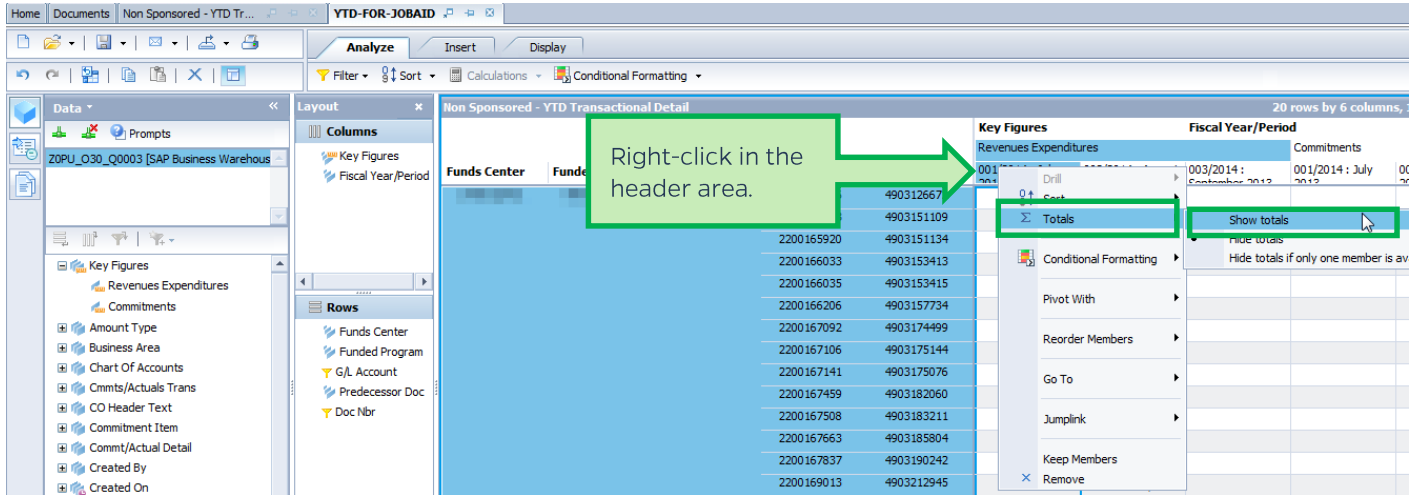 Home Documents Non Sponsored - YTD Tr... YTD-FOR-JOBAID
Analyze Insert Display
Filter Sort Calculations Conditional Formatting
Data
Prompts
Z0PU_O30_Q0003 [SAP Business Warehous
Key Figures
Revenues Expenditures
Commitments
Amount Type
Business Area
Chart Of Accounts
Cmmts/Actuals Trans
CO Header Text
Commitment Item
Commt/Actual Detail
Created By
Created On
Layout
Columns
Key Figures
Fiscal Year/Period
Rows
Funds Center
Funded Program
G/L Account
Predecessor Doc
Doc Nbr
Non Sponsored - YTD Transactional Detail 20 rows by 6 columns,
Key Figures Fiscal Year/Period
Revenues Expenditures Commitments
Funds Center Funde
003/2014 : September 2013
001/2014 : July 2013
Right-click in the
header area.
490312667
4903151109
2200165920 4903151134
2200166033 4903153413
2200166035 4903153415
2200166206 4903157734
2200167092 4903174499
2200167106 4903175144
2200167141 4903175076
2200167459 4903182060
2200167508 4903183211
2200167663 4903185804
2200167837 4903190242
2200169013 4903212945
Drill
Sort
Σ Totals
Conditional Formatting
Pivot With
Reorder Members
Go To
Jumplink
Keep Members
Remove
Show totals
Hide totals
Hide totals if only one member is av